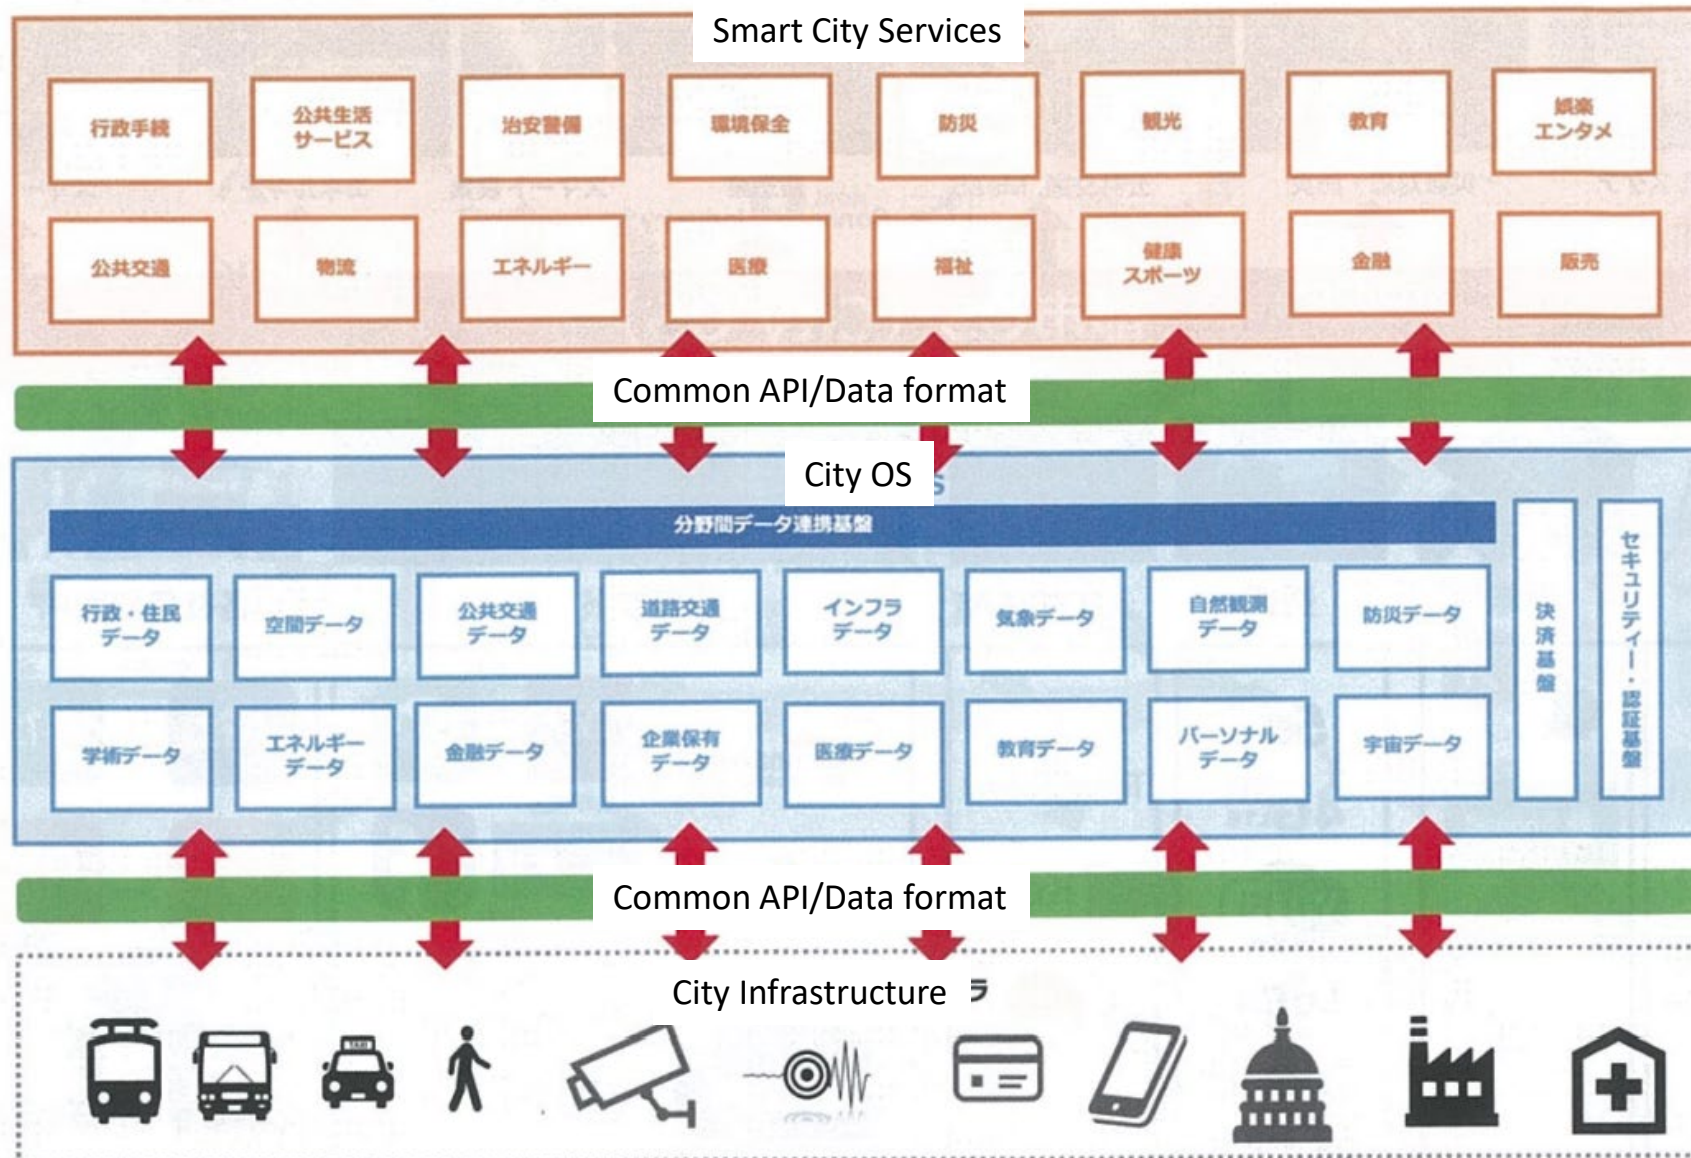 Smart City Services
行政手続
公共生活
サービス
治安警備
環境保全
防災
観光
教育
娯楽
エンタメ
公共交通
物流
エネルギー
医療
福祉
健康
スポーツ
金融
販売
Common API/Data format
City OS
S
分野間データ連携基盤
行政・住民
データ
空間データ
公共交通
データ
道路交通
データ
インフラ
データ
気象データ
自然観測
データ
防災データ
学術データ
エネルギー
データ
金融データ
企業保有
データ
医療データ
教育データ
パーソナル
データ
宇宙データ
決済基盤
セキュリティー・認証基盤
Common API/Data format
City Infrastructure
ラ
TAXI